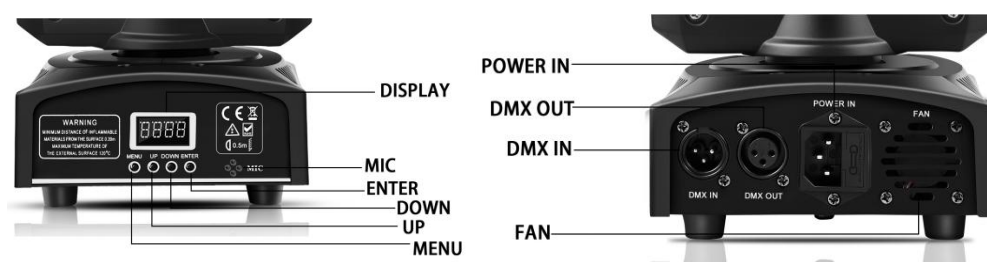 WARNING
MINIMUM DISTANCE OF INFLAMMABLE
MATERIALS FROM THE SURFACE 0.50m
MAXIMUM TEMPERATURE OF
THE EXTERNAL SURFACE 120°C
8888
CE
0.5m
MENU UP DOWN ENTER
MIC
DISPLAY
MIC
ENTER
DOWN
UP
MENU
POWER IN
DMX OUT
DMX IN
FAN
POWER IN
FAN
DMX IN
DMX OUT